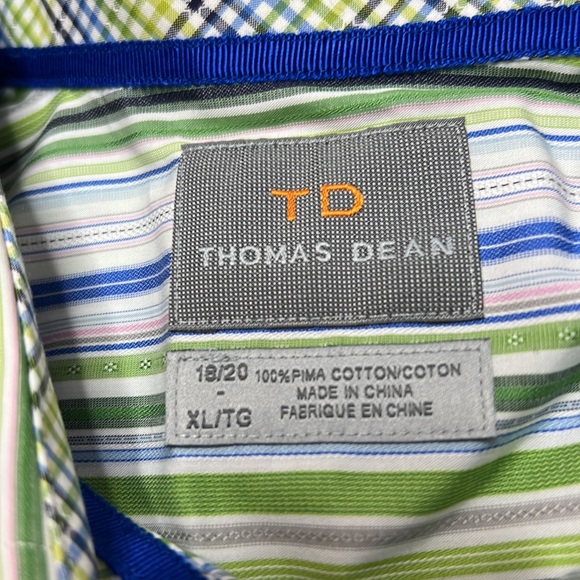 TD
THOMAS DEAN
18/20 100%PIMA COTTON/COTON
- MADE IN CHINA
XL/TG FABRIQUE EN CHINE